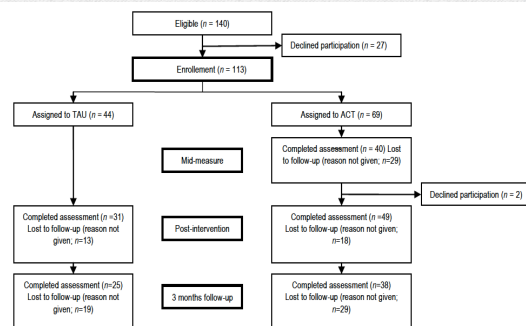 Eligible (n = 140)
Declined participation (n = 27)
Enrollement (n = 113)
Assigned to TAU (n = 44)
Assigned to ACT (n = 69)
Mid-measure
Completed assessment (n = 40) Lost
to follow-up (reason not given; n=29)
Declined participation (n = 2)
Completed assessment (n =31)
Lost to follow-up (reason not
given; n=13)
Post-intervention
Completed assessment (n =49)
Lost to follow-up (reason not given;
n=18)
Completed assessment (n=25)
Lost to follow-up (reason not
given; n=19)
3 months follow-up
Completed assessment (n=38)
Lost to follow-up (reason not given;
n=29)